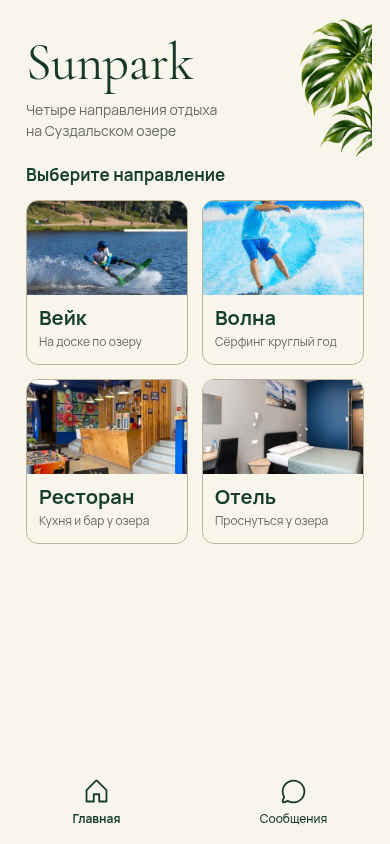 Sunpark
Четыре направления отдыха
на Суздальском озере
Выберите направление
Вейк
На доске по озеру
Волна
Сёрфинг круглый год
Ресторан
Кухня и бар у озера
Отель
Проснуться у озера
Главная
Сообщения